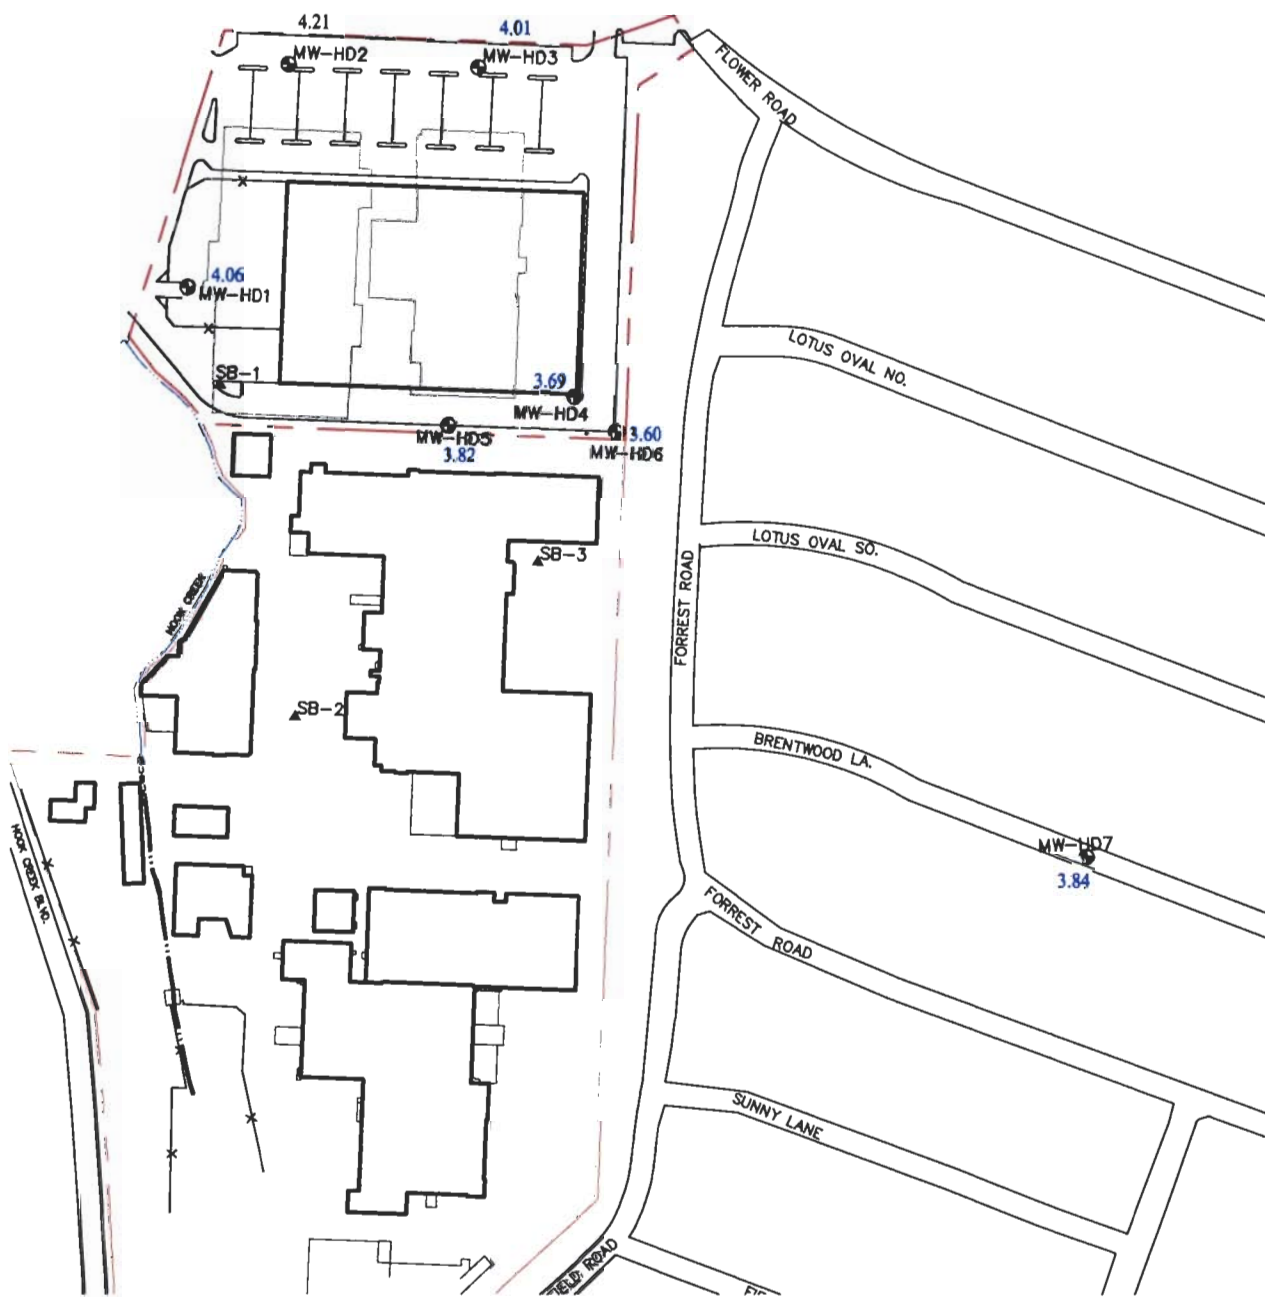 4.21
4.01
MW-HD2
MW-HD3
FLOWER ROAD
4.06
MW-HD1
LOTUS OVAL NO.
SB-1
3.69
MW-HD4
MW-HD5
3.82
3.60
MW-HD6
LOTUS OVAL SO.
SB-3
FORREST ROAD
HOOK CREEK
SB-2
BRENTWOOD LA.
HOOK CREEK BLVD.
MW-HD7
3.84
FORREST ROAD
SUNNY LANE
ROAD